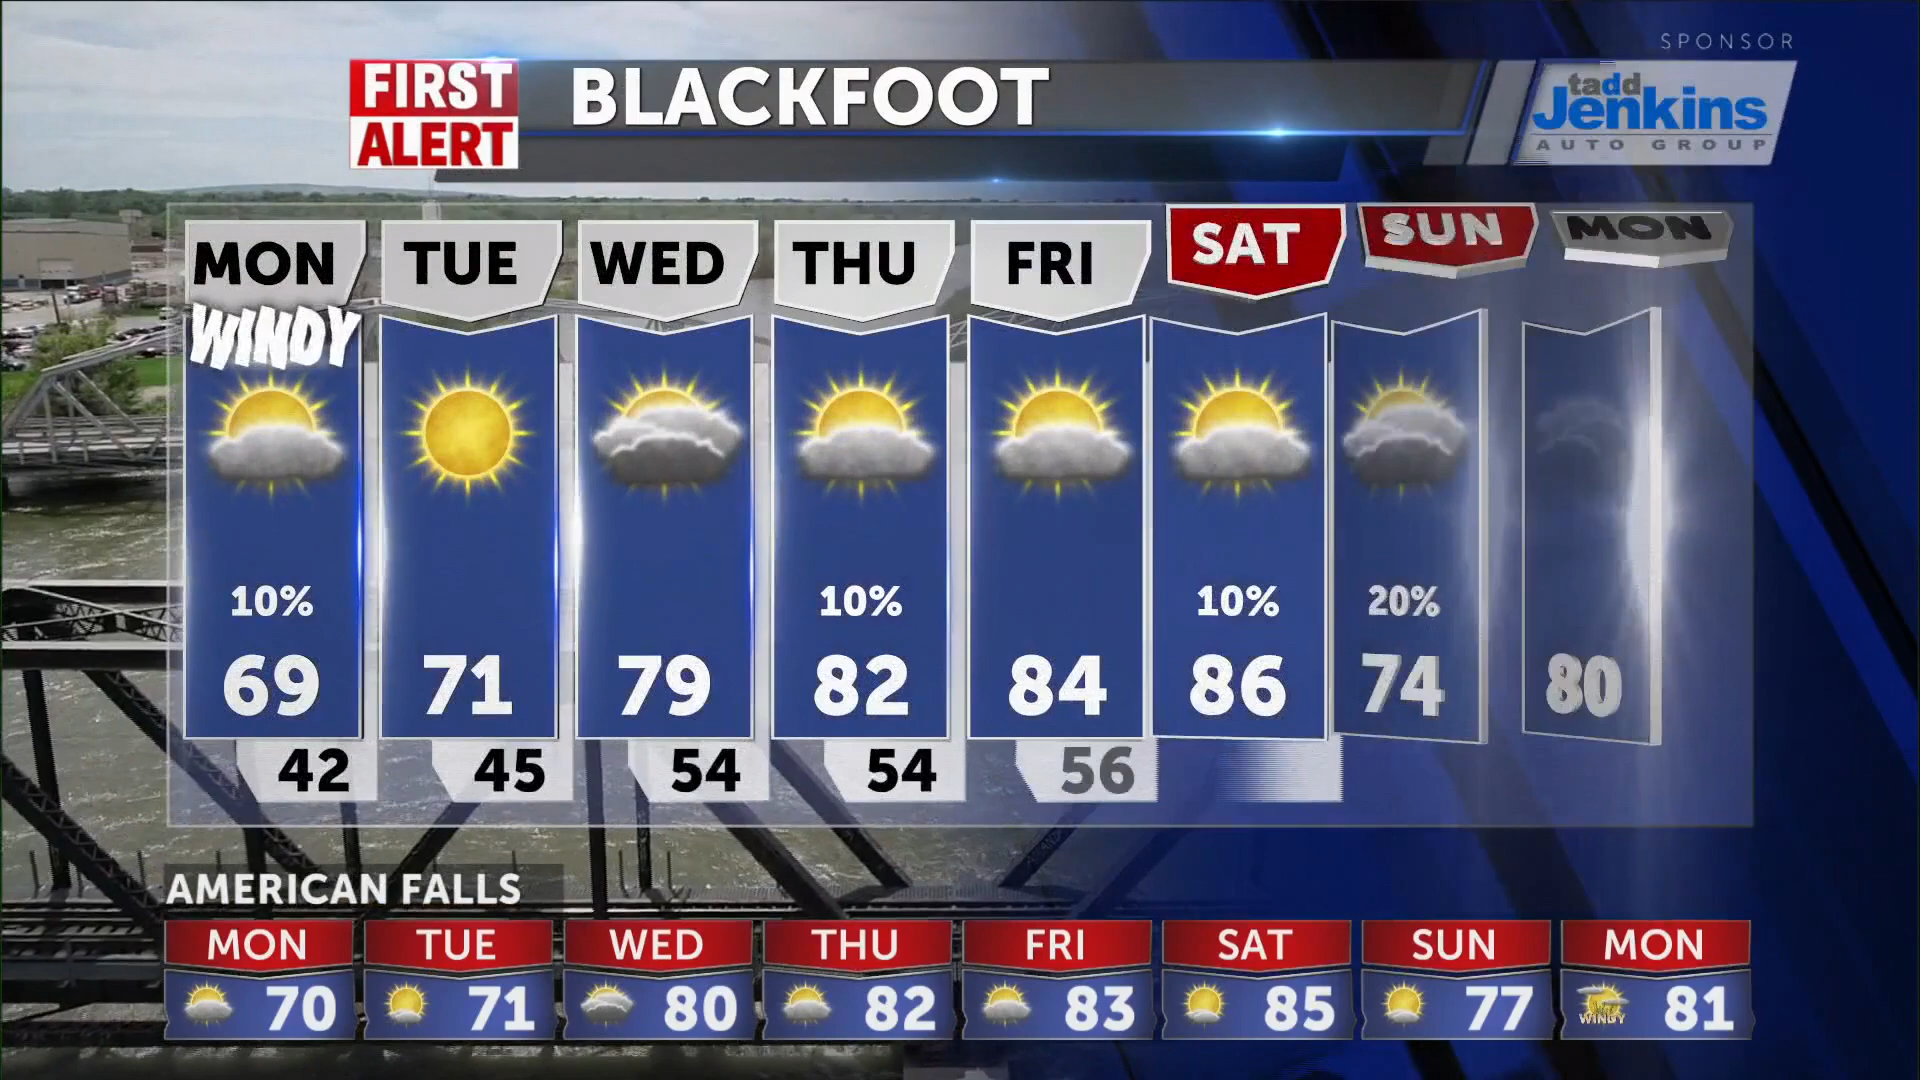 SPONSOR
FIRST
ALERT
BLACKFOOT
tadd
Jenkins
AUTO GROUP
MON TUE WED THU FRI SAT SUN MON
WINDY
10% 10% 10% 20%
69 71 79 82 84 86 74 80
42 45 54 54 56
AMERICAN FALLS
MON TUE WED THU FRI SAT SUN MON
70 71 80 82 83 85 77 WINDY 81